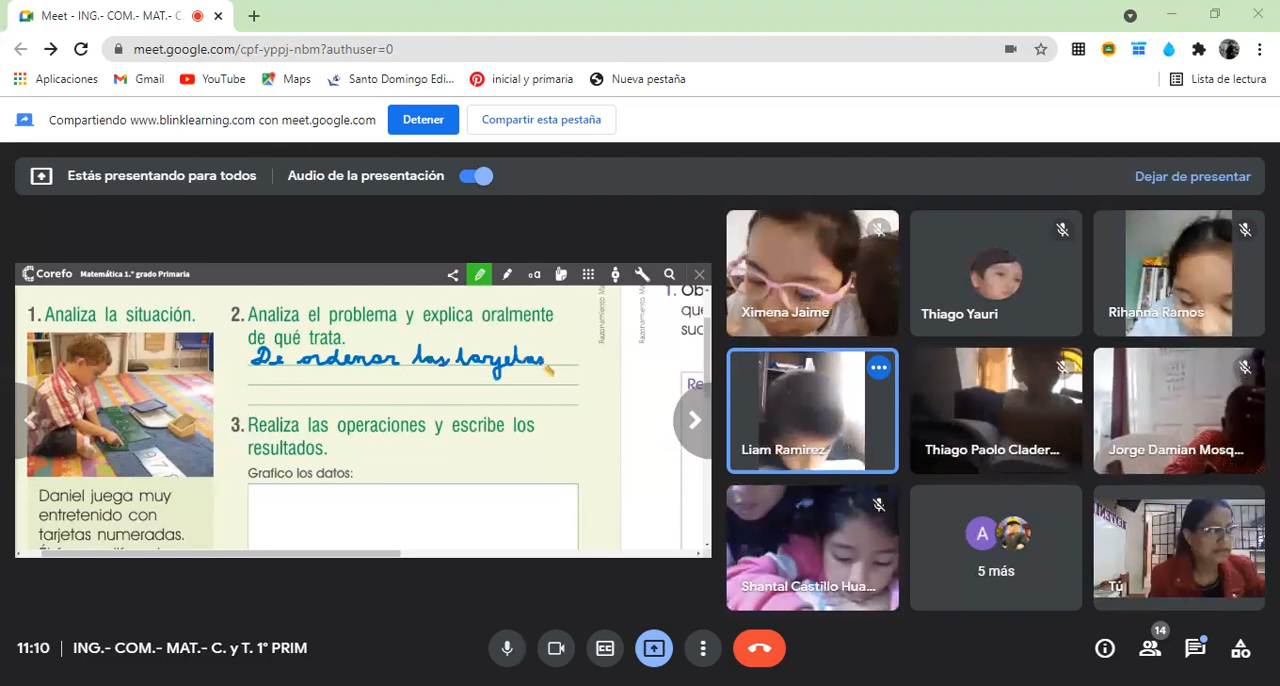 Meet - ING.- COM.- MAT.- C
meet.google.com/cpf-yppj-nbm?authuser=0
Aplicaciones Gmail YouTube Maps Santo Domingo Edi... inicial y primaria Nueva pestaña Lista de lectura
Compartiendo www.blinklearning.com con meet.google.com Detener Compartir esta pestaña
Estás presentando para todos Audio de la presentación Dejar de presentar
Corefo Matemática 1.º grado Primaria
1. Analiza la situación.
Daniel juega muy
entretenido con
tarjetas numeradas.
2. Analiza el problema y explica oralmente
de qué trata.
De ordenar las tarjetas
3. Realiza las operaciones y escribe los
resultados.
Grafico los datos:
1. Ob
que
suc
Re
Ximena Jaime
Thiago Yauri
Rihanna Ramos
Liam Ramirez
Thiago Paolo Clader...
Jorge Damian Mosq...
Shantal Castillo Hua...
A
5 más
Tú
11:10 | ING.- COM.- MAT.- C. y T. 1° PRIM
14